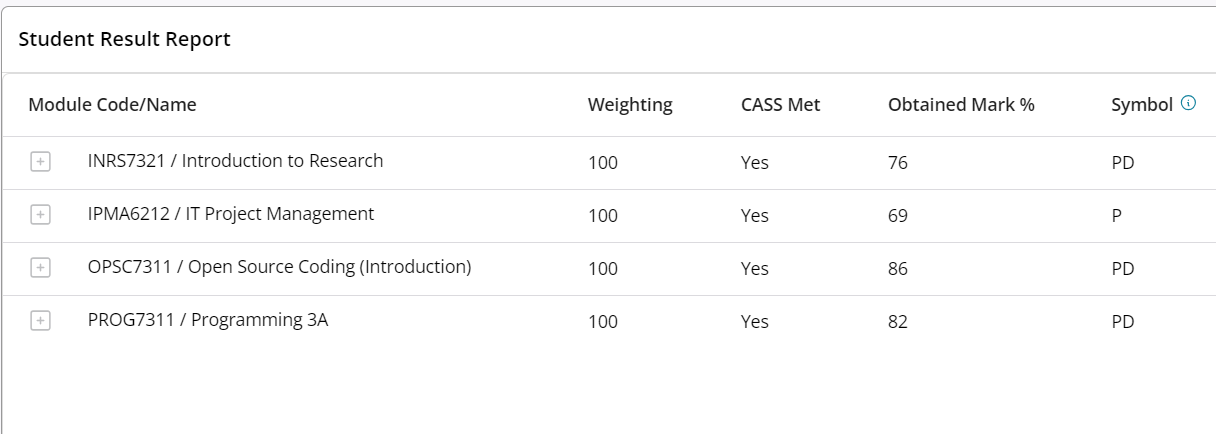 Student Result Report
Module Code/Name Weighting CASS Met Obtained Mark % Symbol
INRS7321 / Introduction to Research 100 Yes 76 PD
IPMA6212 / IT Project Management 100 Yes 69 P
OPSC7311 / Open Source Coding (Introduction) 100 Yes 86 PD
PROG7311 / Programming 3A 100 Yes 82 PD